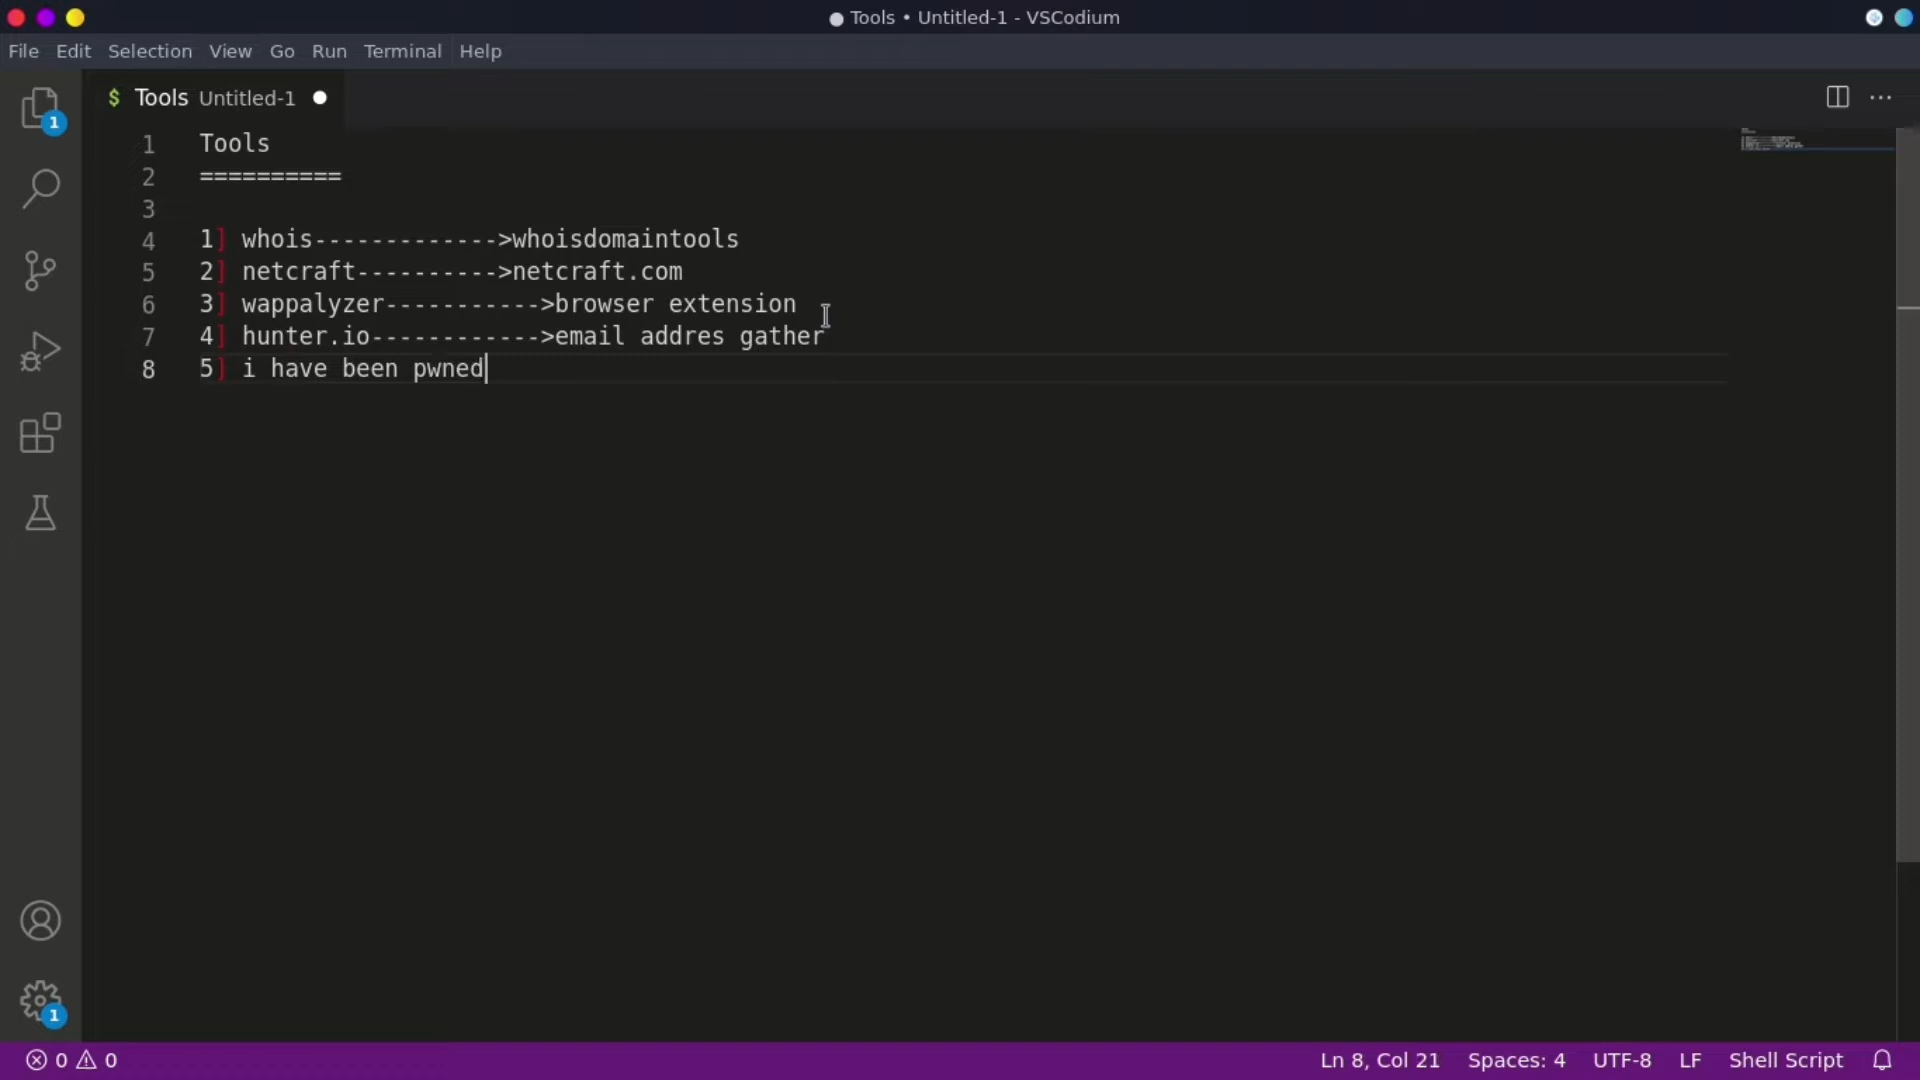 Tools • Untitled-1 - VSCodium
File Edit Selection View Go Run Terminal Help
$ Tools Untitled-1
1 Tools
2 ==========
3
4 1] whois------------->whoisdomaintools
5 2] netcraft---------->netcraft.com
6 3] wappalyzer----------->browser extension
7 4] hunter.io------------>email addres gather
8 5] i have been pwned
1
1
0 0 Ln 8, Col 21 Spaces: 4 UTF-8 LF Shell Script